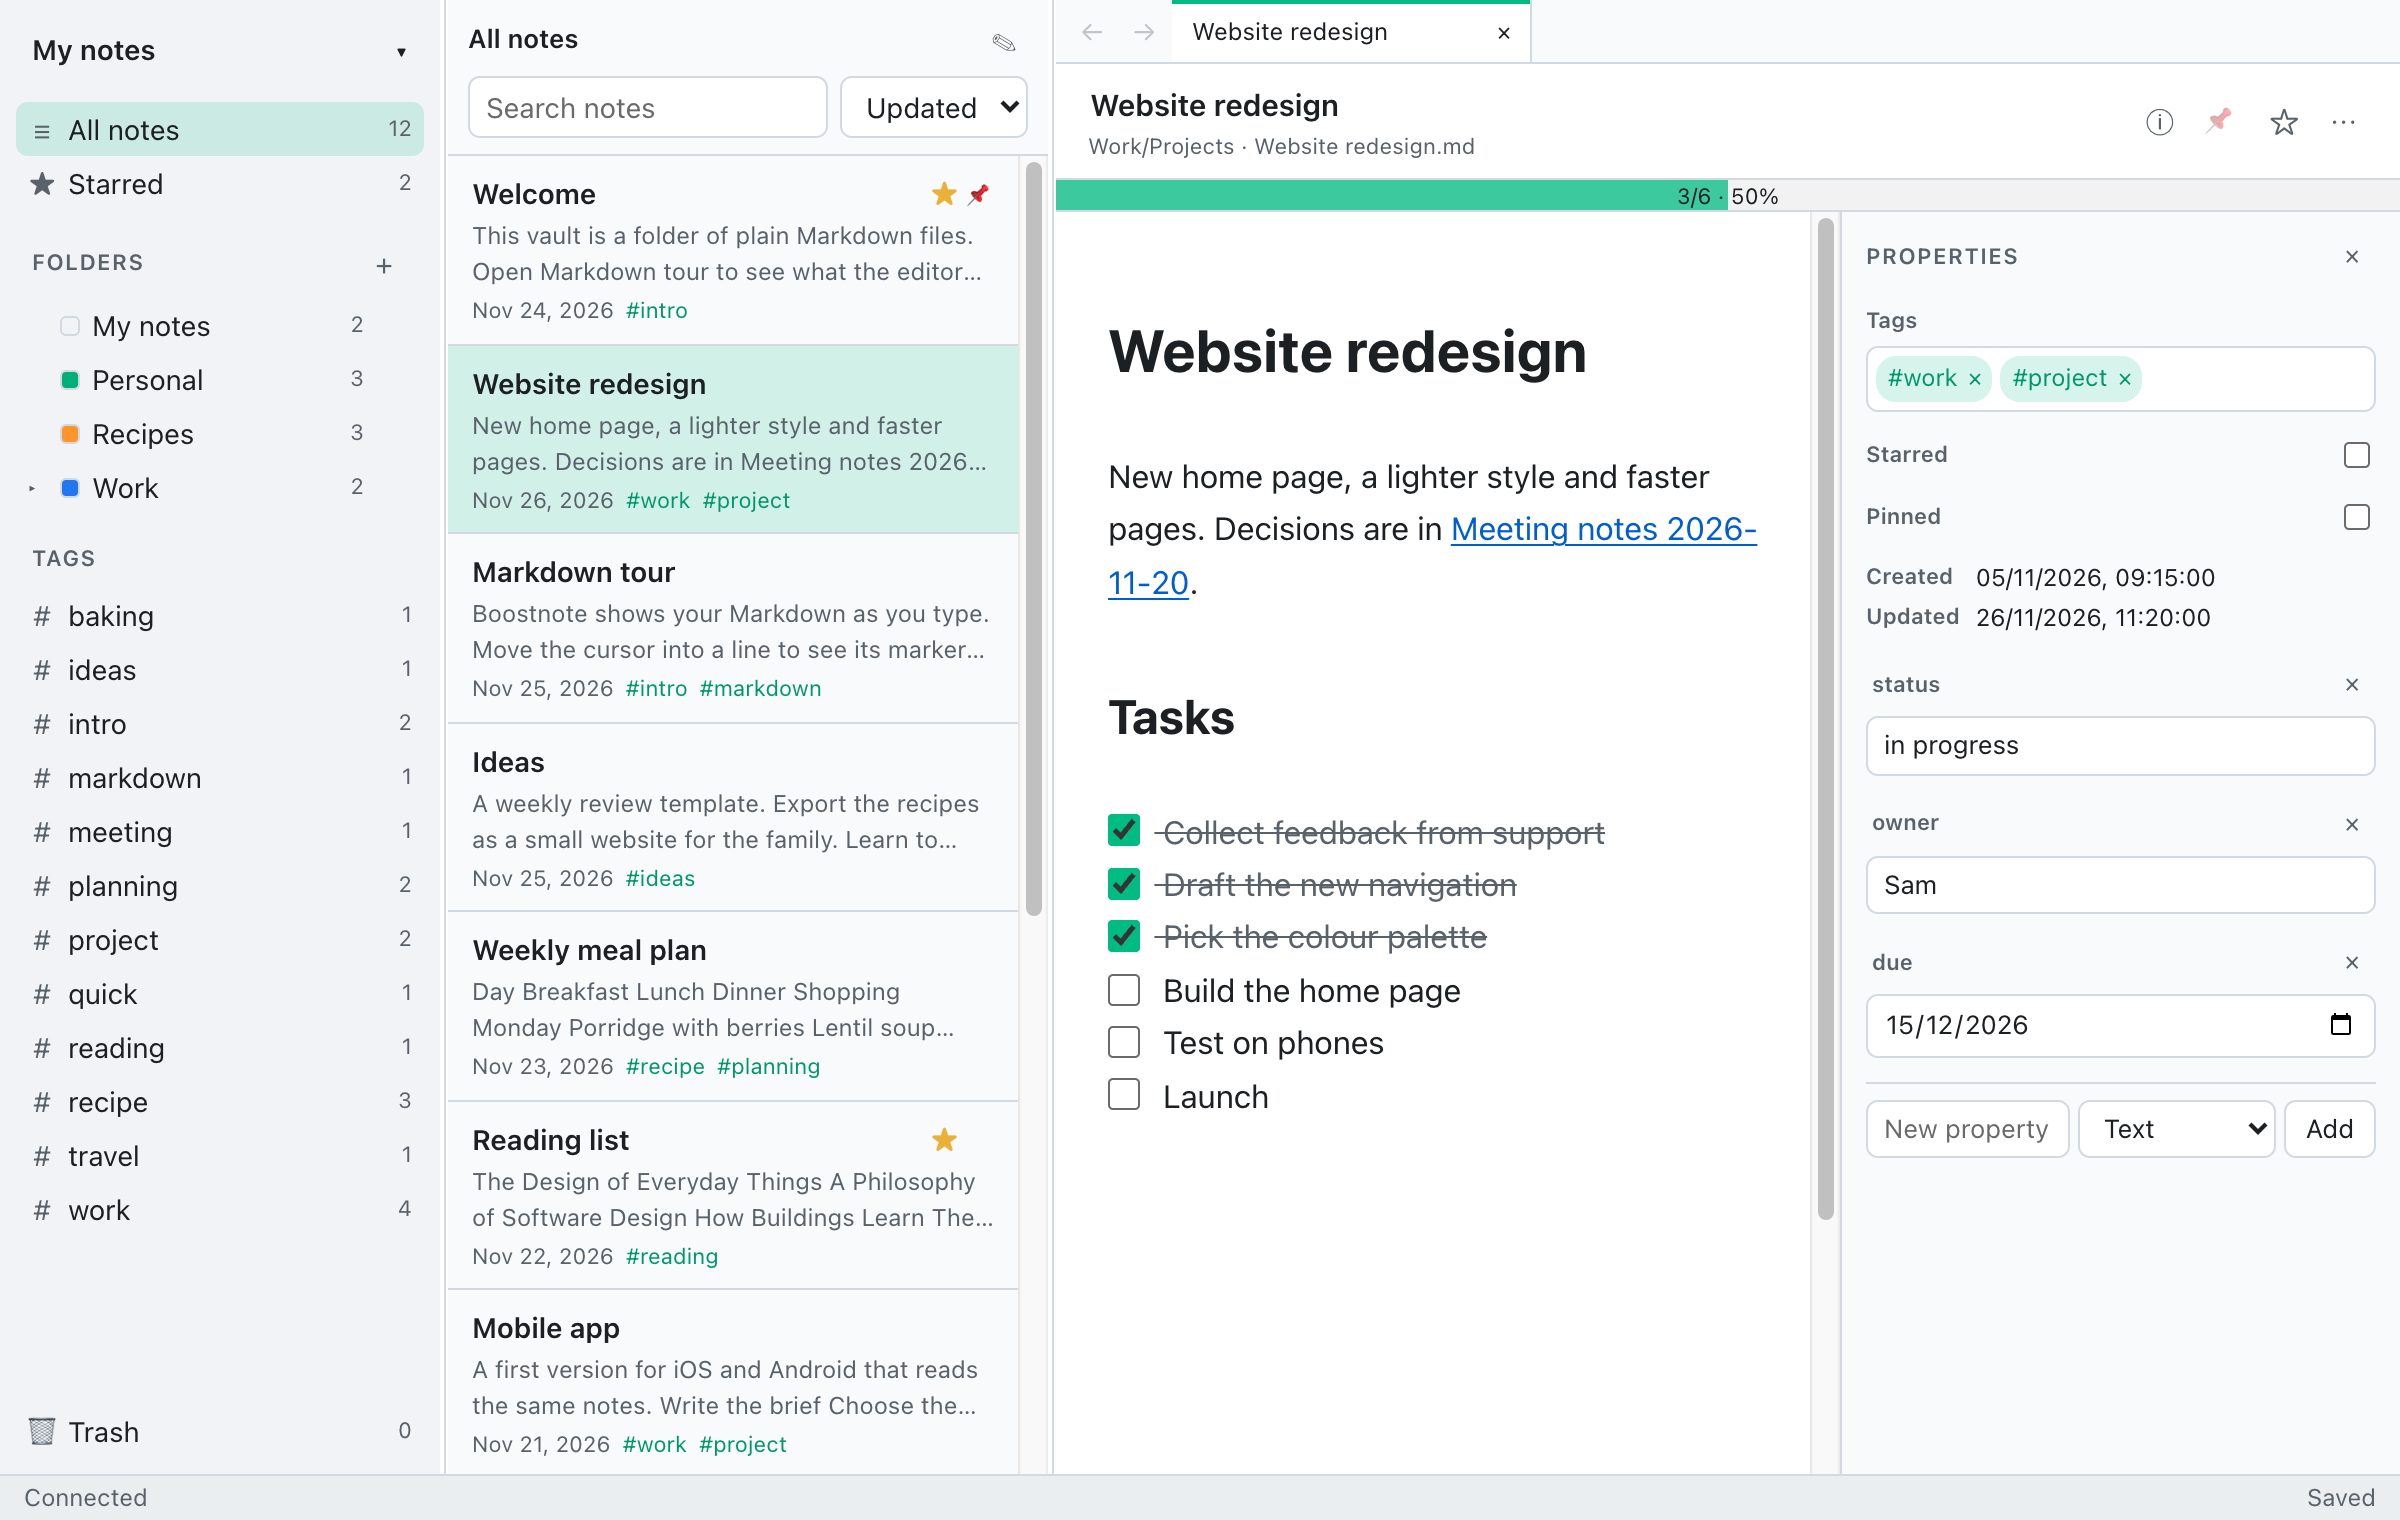 My notes
All notes 12
Starred 2
FOLDERS
My notes 2
Personal 3
Recipes 3
Work 2
TAGS
# baking 1
# ideas 1
# intro 2
# markdown 1
# meeting 1
# planning 2
# project 2
# quick 1
# reading 1
# recipe 3
# travel 1
# work 4
Trash 0
All notes
Search notes
Updated
Welcome
This vault is a folder of plain Markdown files.
Open Markdown tour to see what the editor...
Nov 24, 2026 #intro
Website redesign
New home page, a lighter style and faster
pages. Decisions are in Meeting notes 2026...
Nov 26, 2026 #work #project
Markdown tour
Boostnote shows your Markdown as you type.
Move the cursor into a line to see its marker...
Nov 25, 2026 #intro #markdown
Ideas
A weekly review template. Export the recipes
as a small website for the family. Learn to...
Nov 25, 2026 #ideas
Weekly meal plan
Day Breakfast Lunch Dinner Shopping
Monday Porridge with berries Lentil soup...
Nov 23, 2026 #recipe #planning
Reading list
The Design of Everyday Things A Philosophy
of Software Design How Buildings Learn The...
Nov 22, 2026 #reading
Mobile app
A first version for iOS and Android that reads
the same notes. Write the brief Choose the...
Nov 21, 2026 #work #project
Website redesign
Website redesign
Work/Projects · Website redesign.md
3/6 · 50%
Website redesign
New home page, a lighter style and faster
pages. Decisions are in Meeting notes 2026-
11-20.
Tasks
Collect feedback from support
Draft the new navigation
Pick the colour palette
Build the home page
Test on phones
Launch
PROPERTIES
Tags
#work × #project ×
Starred
Pinned
Created 05/11/2026, 09:15:00
Updated 26/11/2026, 11:20:00
status
in progress
owner
Sam
due
15/12/2026
New property Text Add
Connected
Saved